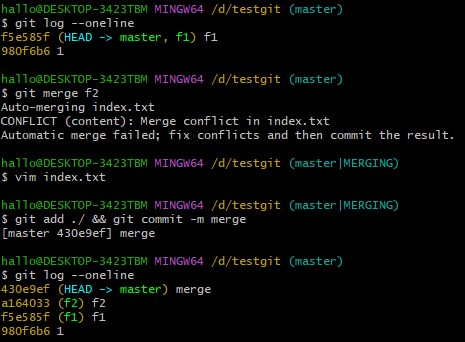 hallo@DESKTOP-3423TBM MINGW64 /d/testgit (master)
$ git log --oneline
f5e585f (HEAD -> master, f1) f1
980f6b6 1
hallo@DESKTOP-3423TBM MINGW64 /d/testgit (master)
$ git merge f2
Auto-merging index.txt
CONFLICT (content): Merge conflict in index.txt
Automatic merge failed; fix conflicts and then commit the result.
hallo@DESKTOP-3423TBM MINGW64 /d/testgit (master|MERGING)
$ vim index.txt
hallo@DESKTOP-3423TBM MINGW64 /d/testgit (master|MERGING)
$ git add ./ && git commit -m merge
[master 430e9ef] merge
hallo@DESKTOP-3423TBM MINGW64 /d/testgit (master)
$ git log --oneline
430e9ef (HEAD -> master) merge
a164033 (f2) f2
f5e585f (f1) f1
980f6b6 1